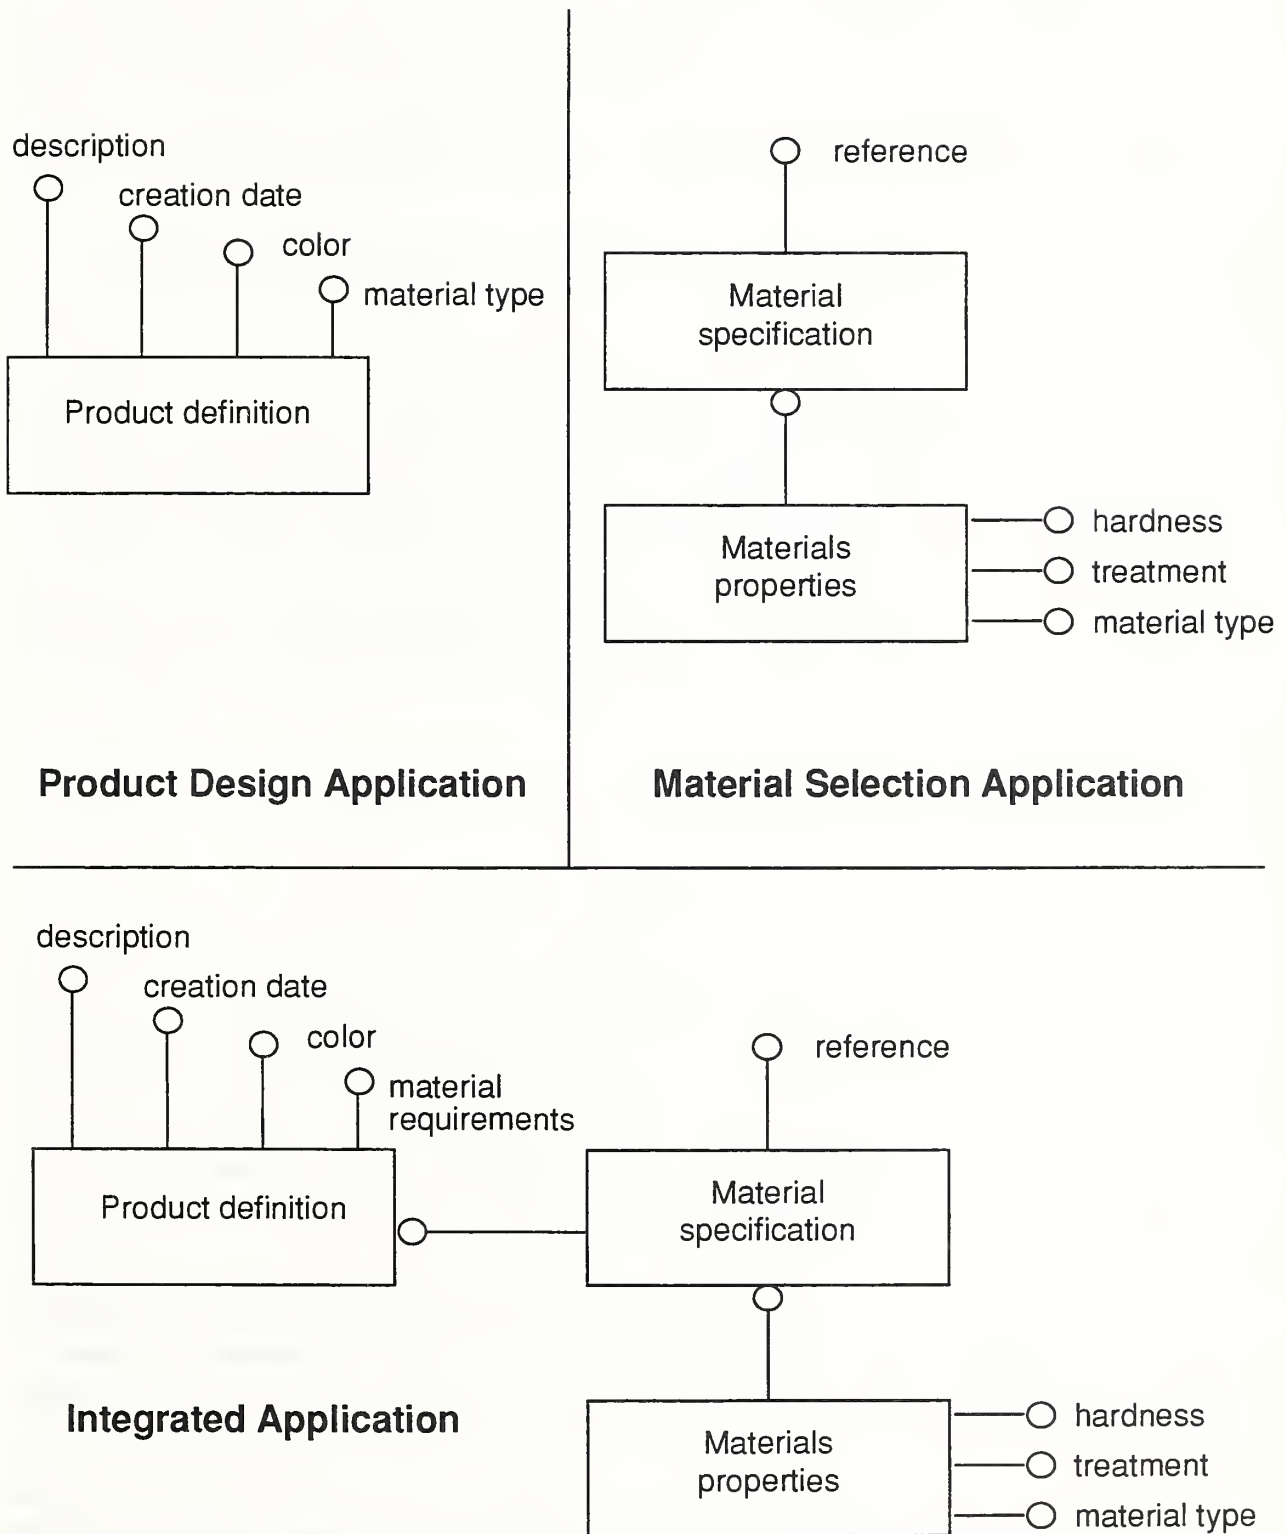 description
creation date
color
material type
Product definition
Product Design Application
reference
Material
specification
Materials
properties
hardness
treatment
material type
Material Selection Application
description
creation date
color
material
requirements
Product definition
reference
Material
specification
Materials
properties
hardness
treatment
material type
Integrated Application